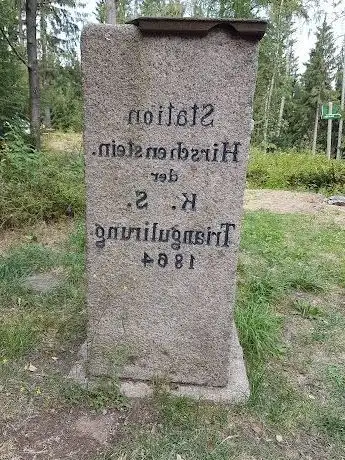 Station
Hirschenstein.
der
K. S.
Triangulirung
1864